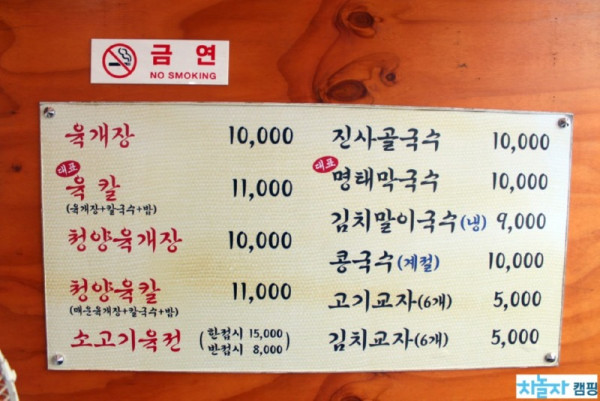 금연
NO SMOKING
육개장 10,000
대표
육칼 11,000
(육개장+칼국수+밥)
청양육개장 10,000
청양육칼 11,000
(매운육개장+칼국수+밥)
소고기육전 (한접시 15,000
반접시 8,000)
진사골국수 10,000
대표
명태막국수 10,000
김치말이국수(냉) 9,000
콩국수(계절) 10,000
고기교자(6개) 5,000
김치교자(6개) 5,000
차놀자 캠핑